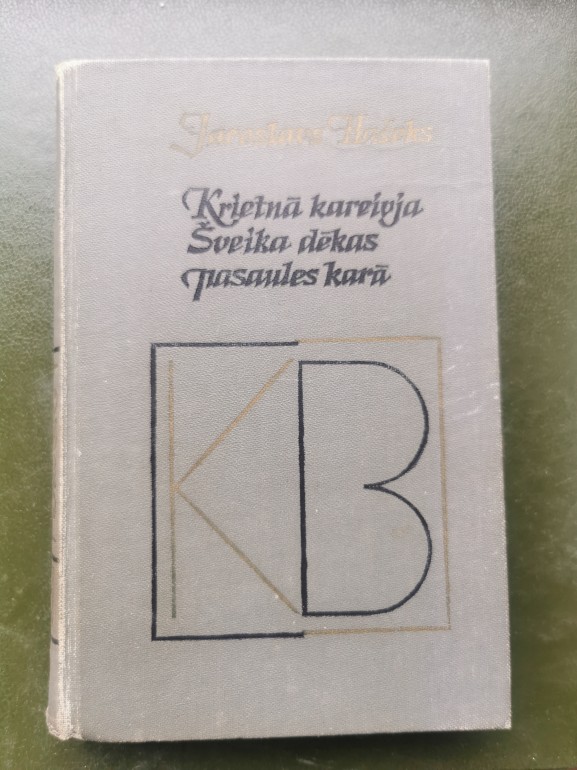 Jaroslavs Hašeks
Krietnā kareivja
Šveika dēkas
pasaules karā
KB